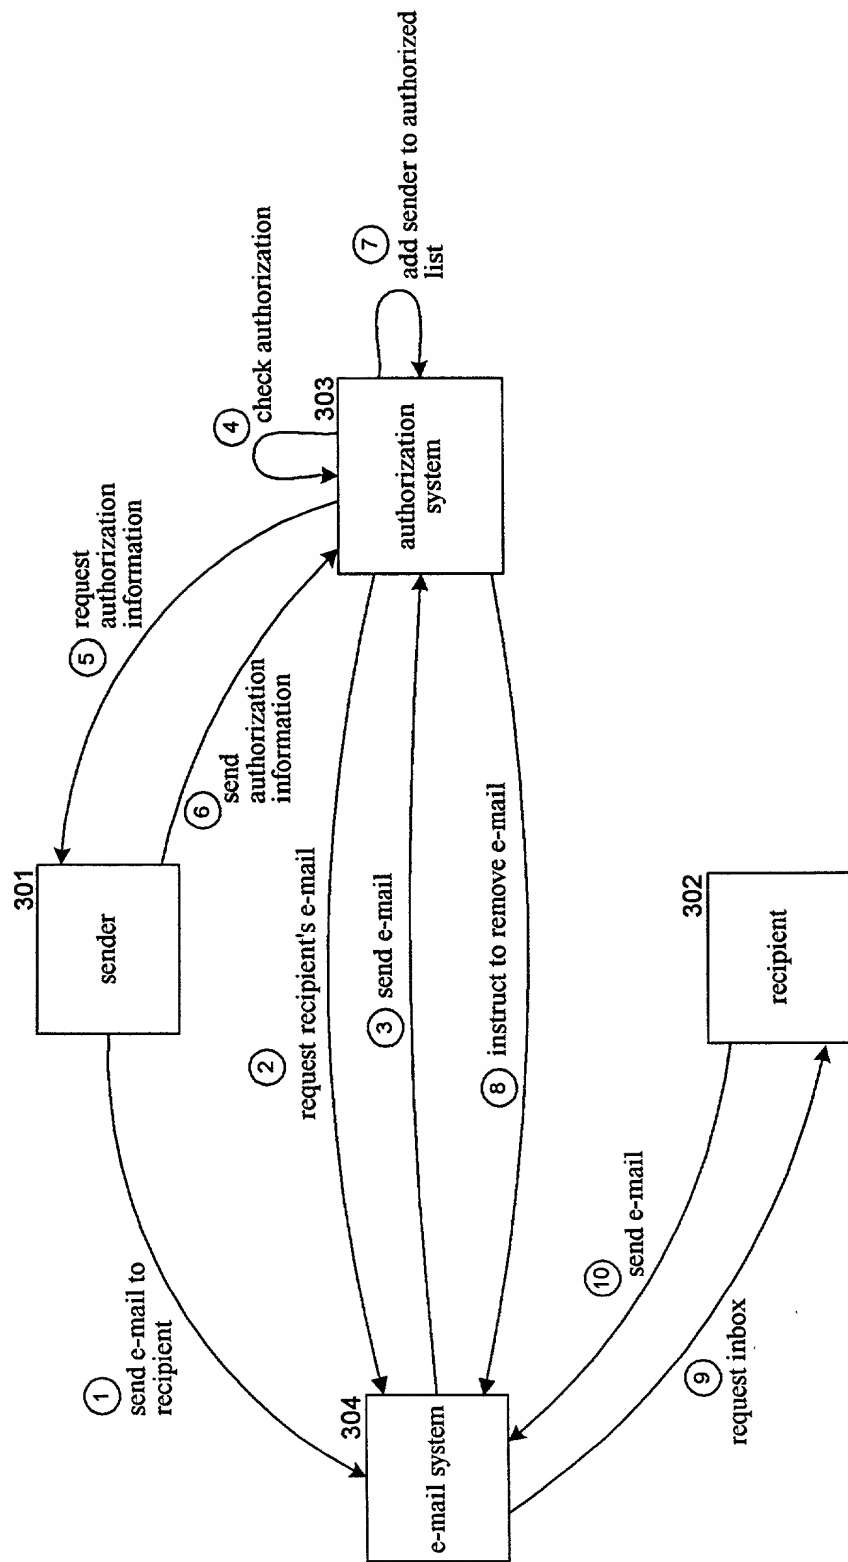 301
sender
302
recipient
303
authorization
system
304
e-mail system
1
send e-mail to
recipient
2
request recipient's e-mail
3
send e-mail
4
check authorization
5
request
authorization
information
6
send
authorization
information
7
add sender to authorized
list
8
instruct to remove e-mail
9
request inbox
10
send e-mail